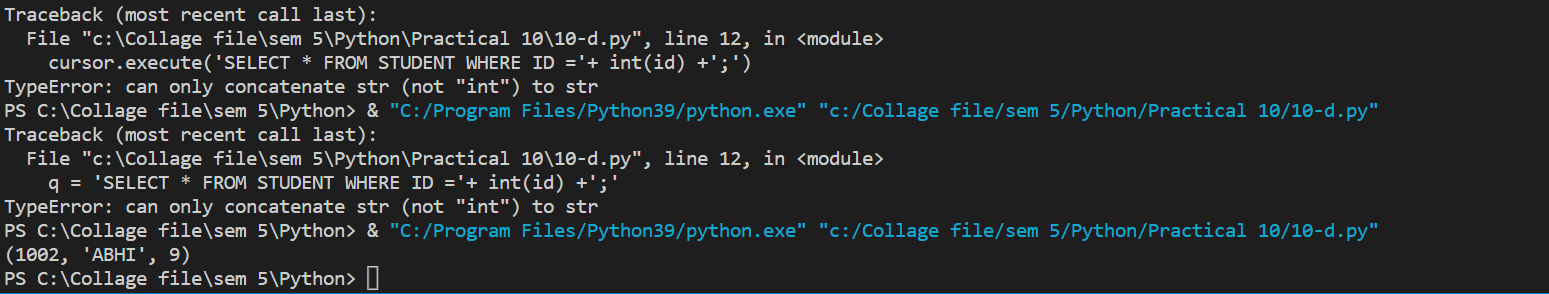 Traceback (most recent call last):
  File "c:\Collage file\sem 5\Python\Practical 10\10-d.py", line 12, in <module>
    cursor.execute('SELECT * FROM STUDENT WHERE ID ='+ int(id) +';')
TypeError: can only concatenate str (not "int") to str
PS C:\Collage file\sem 5\Python> & "C:/Program Files/Python39/python.exe" "c:/Collage file/sem 5/Python/Practical 10/10-d.py"
Traceback (most recent call last):
  File "c:\Collage file\sem 5\Python\Practical 10\10-d.py", line 12, in <module>
    q = 'SELECT * FROM STUDENT WHERE ID ='+ int(id) +';'
TypeError: can only concatenate str (not "int") to str
PS C:\Collage file\sem 5\Python> & "C:/Program Files/Python39/python.exe" "c:/Collage file/sem 5/Python/Practical 10/10-d.py"
(1002, 'ABHI', 9)
PS C:\Collage file\sem 5\Python>